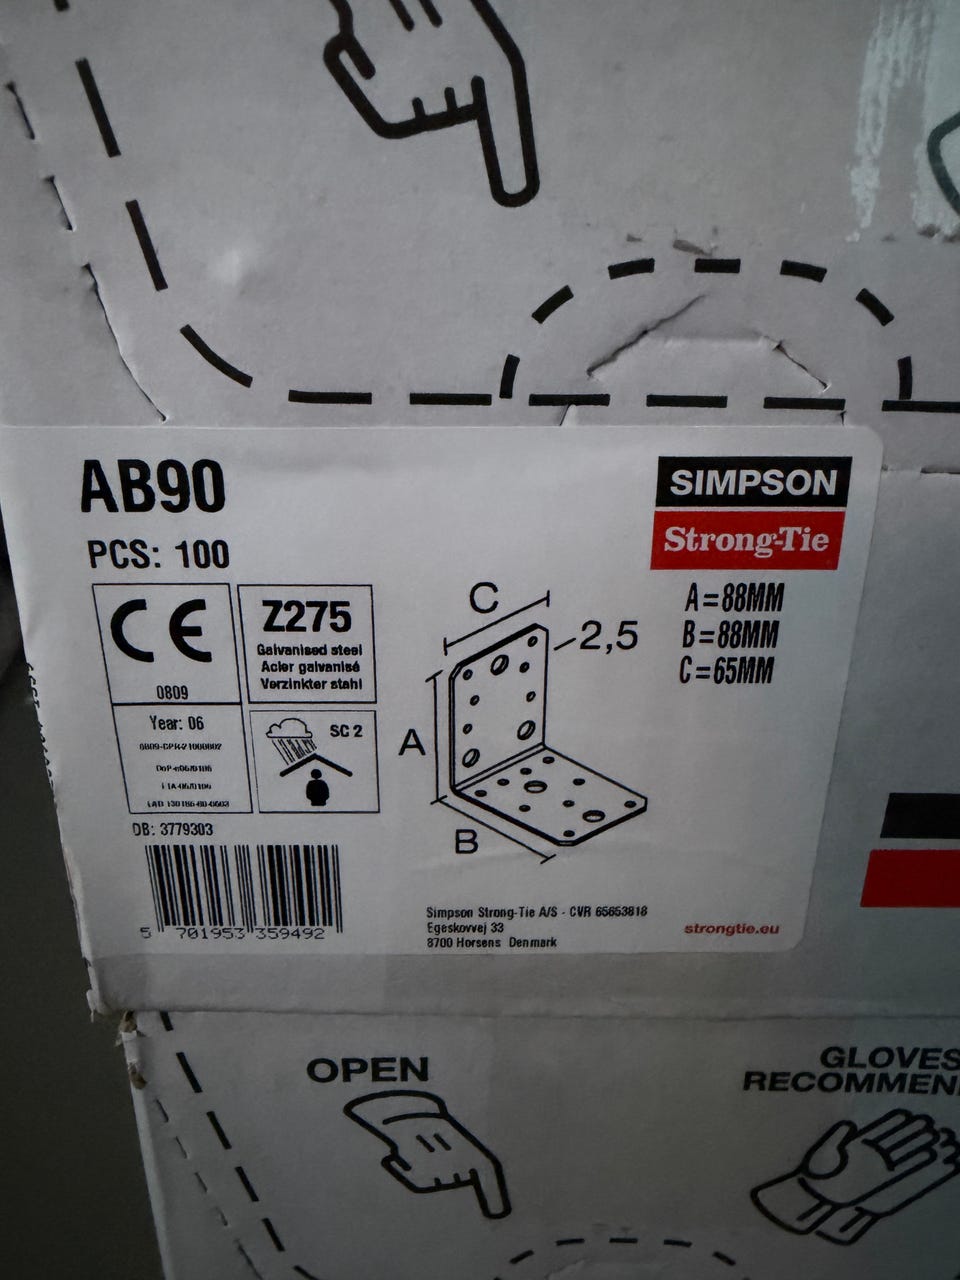 AB90
PCS: 100
SIMPSON
Strong-Tie
A=88MM
B=88MM
C=65MM
CE
0809
Year: 06
Z275
Galvanised steel
Acier galvanisé
Verzinkter stahl
SC 2
C
2,5
A
B
DB: 3779303
5 701953 359492
Simpson Strong-Tie A/S - CVR 65653818
Egeskovvej 33
8700 Horsens Denmark
strongtie.eu
OPEN
GLOVES
RECOMMEN